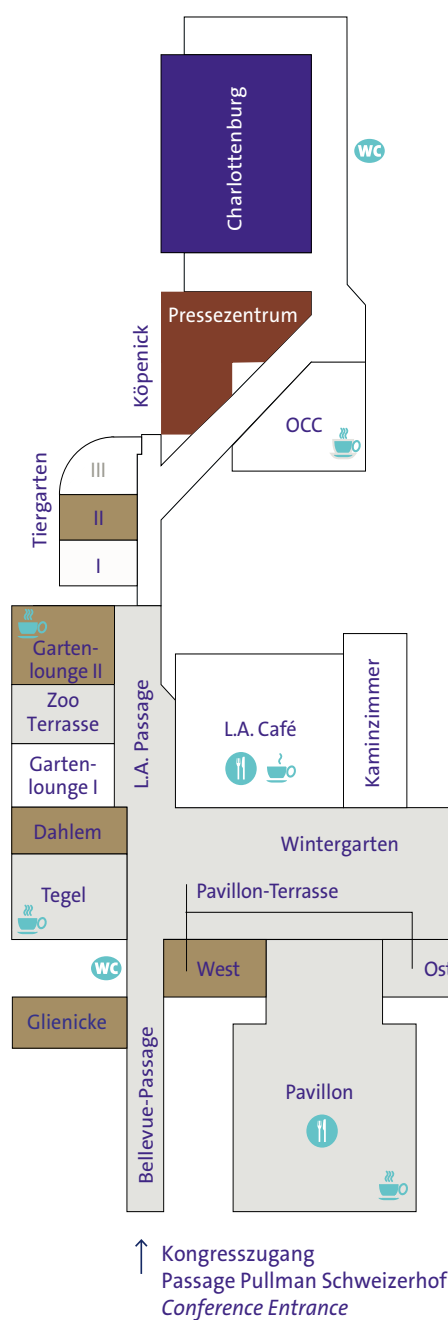 Charlottenburg
WC
Pressezentrum
Köpenick
OCC
Tiergarten
III
II
I
Garten-
lounge II
Zoo
Terrasse
Garten-
lounge I
L.A. Passage
L.A. Café
Kaminzimmer
Dahlem
Wintergarten
Tegel
Pavillon-Terrasse
WC
West
Ost
Glienicke
Bellevue-Passage
Pavillon
Kongresszugang
Passage Pullman Schweizerhof
Conference Entrance